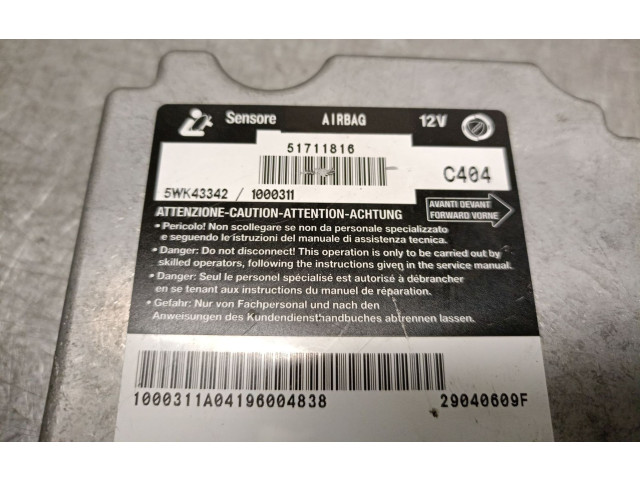 Sensore AIRBAG 12V
51711816
C404
5WK43342 / 1000311
AVANTI DEVANT
FORWARD VORNE
ATTENZIONE-CAUTION-ATTENTION-ACHTUNG
• Pericolo! Non scollegare se non da personale specializzato
e seguendo le istruzioni del manuale di assistenza tecnica.
• Danger: Do not disconnect! This operation is only to be carried out by
skilled operators, following the instructions given in the service manual.
• Danger: Seul le personel spécialisé est autorisé à débrancher
en se tenant aux instructions du manuel de réparation.
• Gefahr: Nur von Fachpersonal und nach den
Anweisungen des Kundendiensthandbuches abtrennen lassen.
1000311A04196004838 29040609F